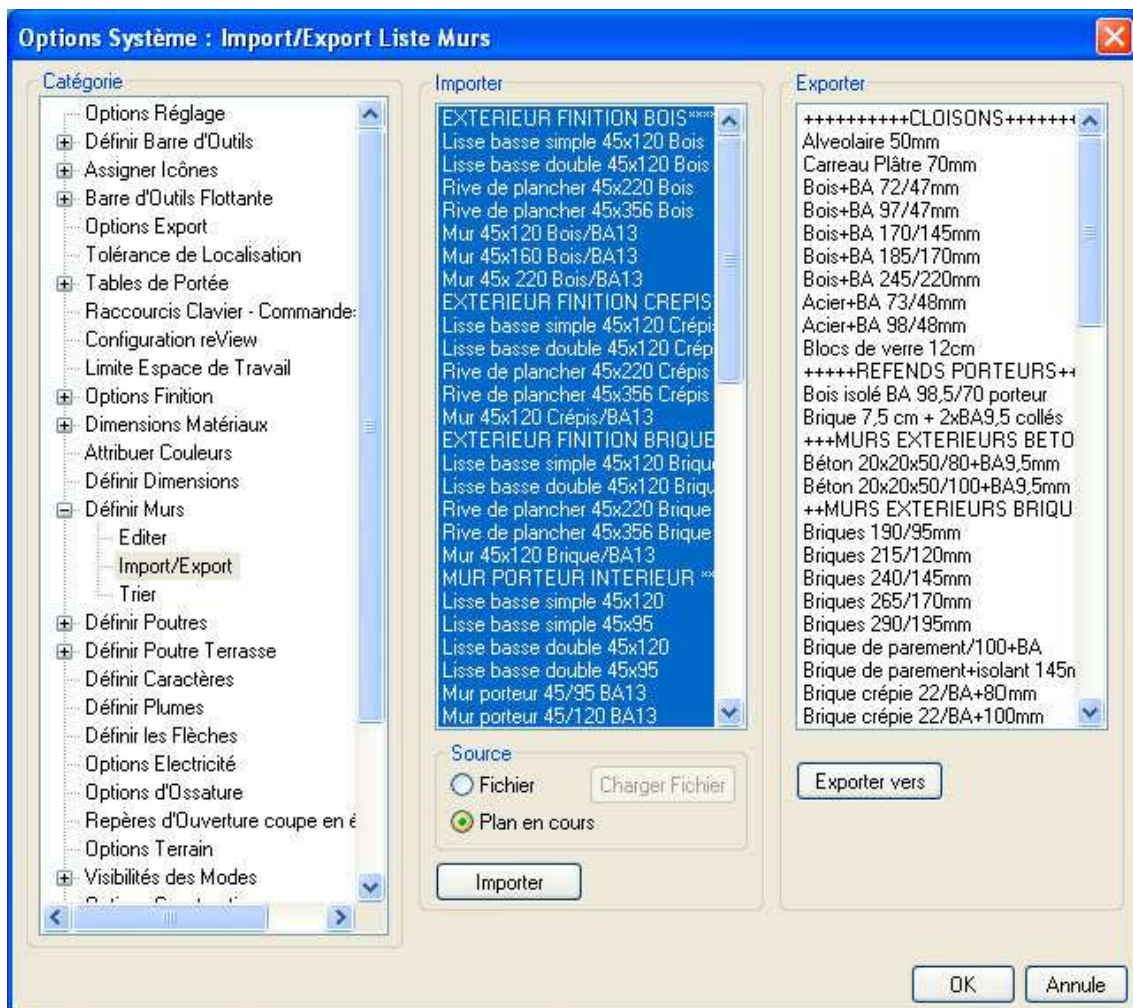 Options Système : Import/Export Liste Murs
Catégorie
Options Réglage
Définir Barre d'Outils
Assigner Icônes
Barre d'Outils Flottante
Options Export
Tolérance de Localisation
Tables de Portée
Raccourcis Clavier - Commande
Configuration reView
Limite Espace de Travail
Options Finition
Dimensions Matériaux
Attribuer Couleurs
Définir Dimensions
Définir Murs
Editer
Import/Export
Trier
Définir Poutres
Définir Poutre Terrasse
Définir Caractères
Définir Plumes
Définir les Flèches
Options Electricité
Options d'Ossature
Repères d'Ouverture coupe en é
Options Terrain
Visibilités des Modes
Importer
EXTERIEUR FINITION BOIS****
Lisse basse simple 45x120 Bois
Lisse basse double 45x120 Bois
Rive de plancher 45x220 Bois
Rive de plancher 45x356 Bois
Mur 45x120 Bois/BA13
Mur 45x160 Bois/BA13
Mur 45x 220 Bois/BA13
EXTERIEUR FINITION CREPIS
Lisse basse simple 45x120 Crépi
Lisse basse double 45x120 Crép
Rive de plancher 45x220 Crépis
Rive de plancher 45x356 Crépis
Mur 45x120 Crépis/BA13
EXTERIEUR FINITION BRIQUE
Lisse basse simple 45x120 Briqu
Lisse basse double 45x120 Briqu
Rive de plancher 45x220 Brique
Rive de plancher 45x356 Brique
Mur 45x120 Brique/BA13
MUR PORTEUR INTERIEUR **
Lisse basse simple 45x120
Lisse basse simple 45x95
Lisse basse double 45x120
Lisse basse double 45x95
Mur porteur 45/95 BA13
Mur porteur 45/120 BA13
Source
Fichier
Charger Fichier
Plan en cours
Importer
Exporter
++++++++++CLOISONS+++++++
Alveolaire 50mm
Carreau Plâtre 70mm
Bois+BA 72/47mm
Bois+BA 97/47mm
Bois+BA 170/145mm
Bois+BA 185/170mm
Bois+BA 245/220mm
Acier+BA 73/48mm
Acier+BA 98/48mm
Blocs de verre 12cm
+++++REFENDS PORTEURS++
Bois isolé BA 98,5/70 porteur
Brique 7,5 cm + 2xBA9,5 collés
+++MURS EXTERIEURS BETO
Béton 20x20x50/80+BA9,5mm
Béton 20x20x50/100+BA9,5mm
++MURS EXTERIEURS BRIQU
Briques 190/95mm
Briques 215/120mm
Briques 240/145mm
Briques 265/170mm
Briques 290/195mm
Brique de parement/100+BA
Brique de parement+isolant 145m
Brique crépie 22/BA+80mm
Brique crépie 22/BA+100mm
Exporter vers
OK
Annule